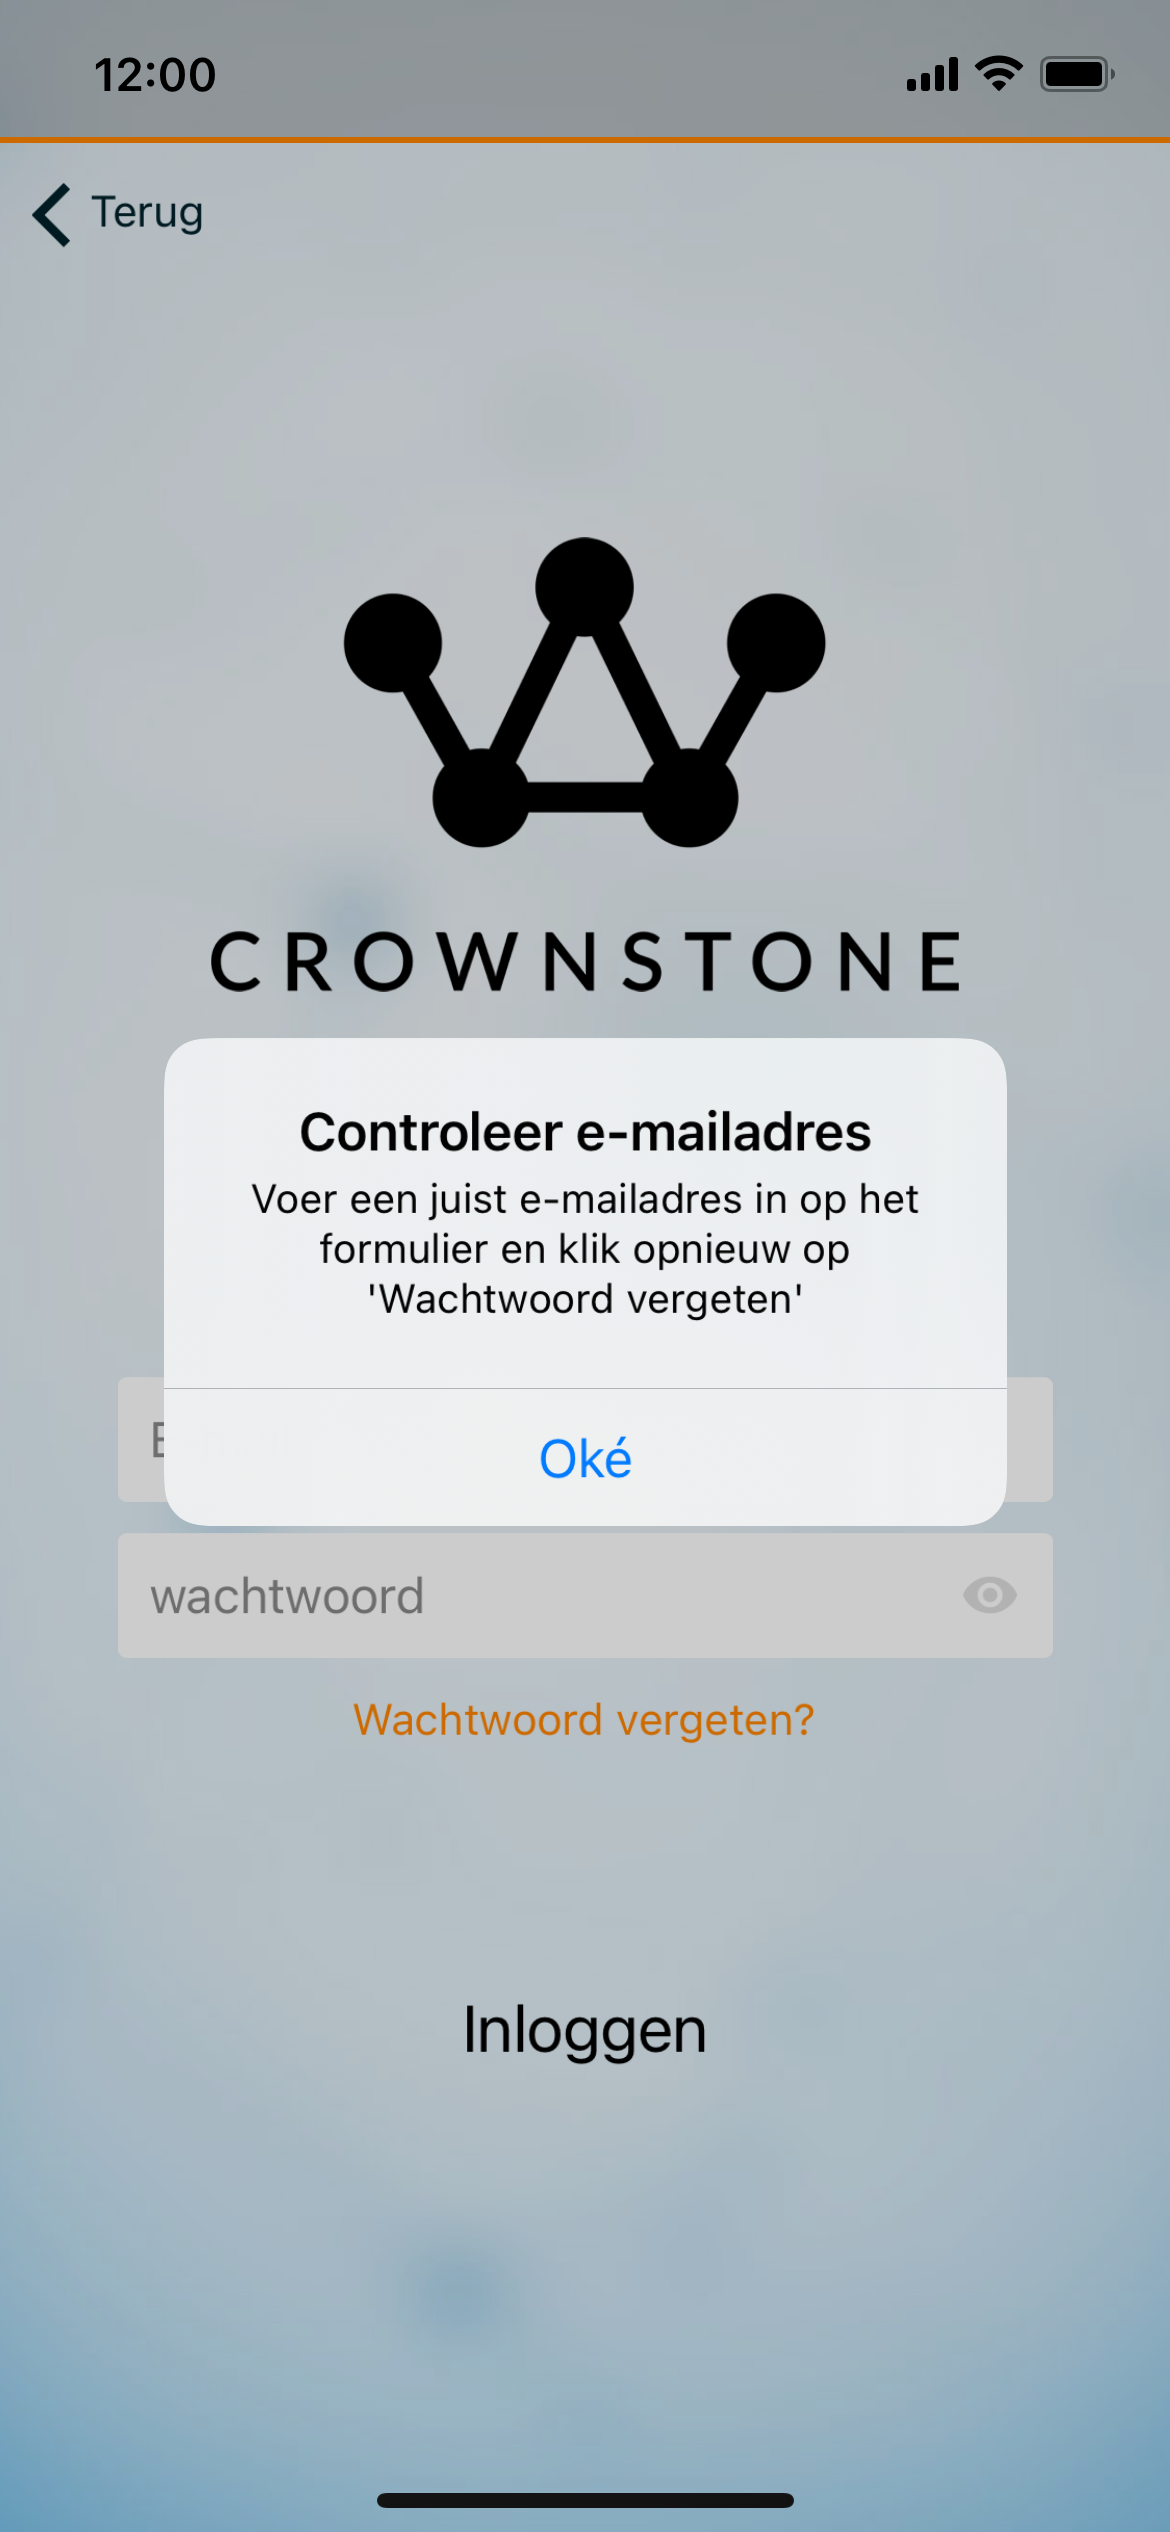 12:00
Terug
CROWNSTONE
Controleer e-mailadres
Voer een juist e-mailadres in op het
formulier en klik opnieuw op
'Wachtwoord vergeten'
Oké
wachtwoord
Wachtwoord vergeten?
Inloggen